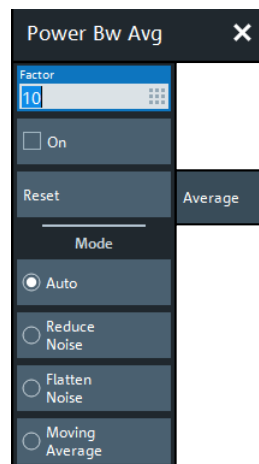 Power Bw Avg
Factor
10
On
Reset
Average
Mode
Auto
Reduce
Noise
Flatten
Noise
Moving
Average